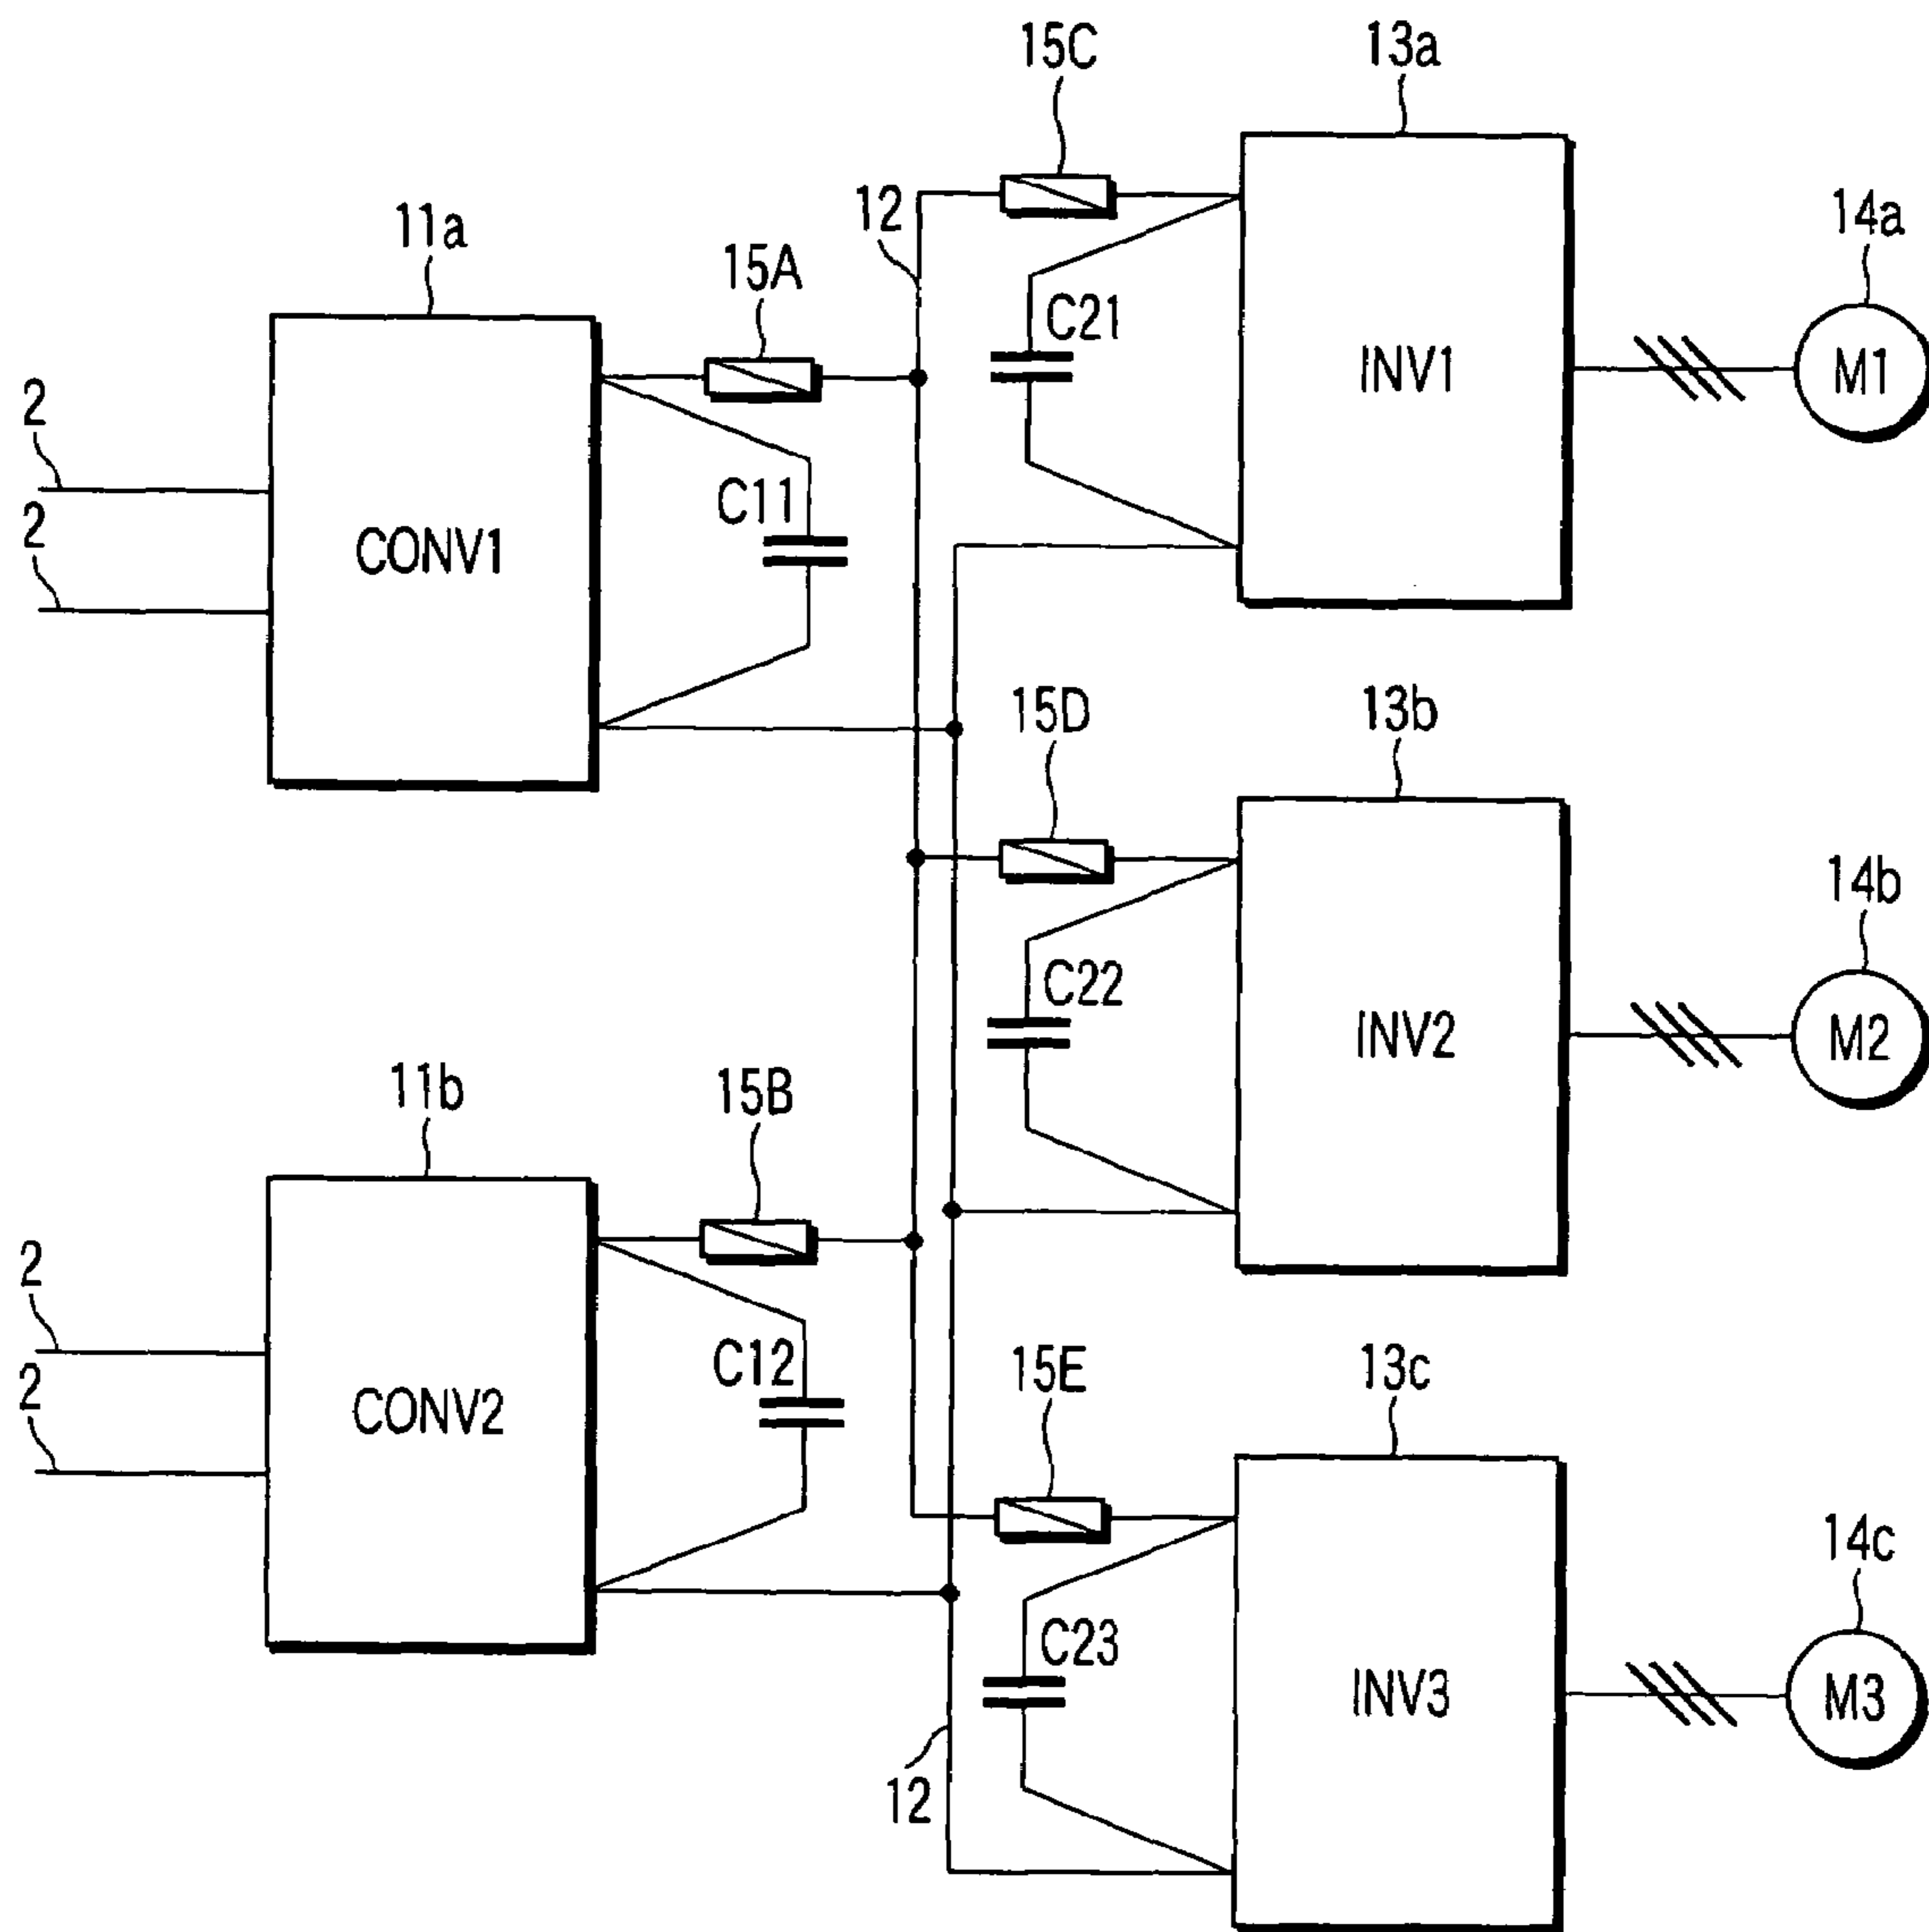 15C
13a
12
11a
14a
15A
C21
INV1
M1
2
C11
2
CONV1
15D
13b
14b
C22
INV2
M2
11b
15B
2
C12
15E
13c
2
CONV2
14c
C23
INV3
M3
12